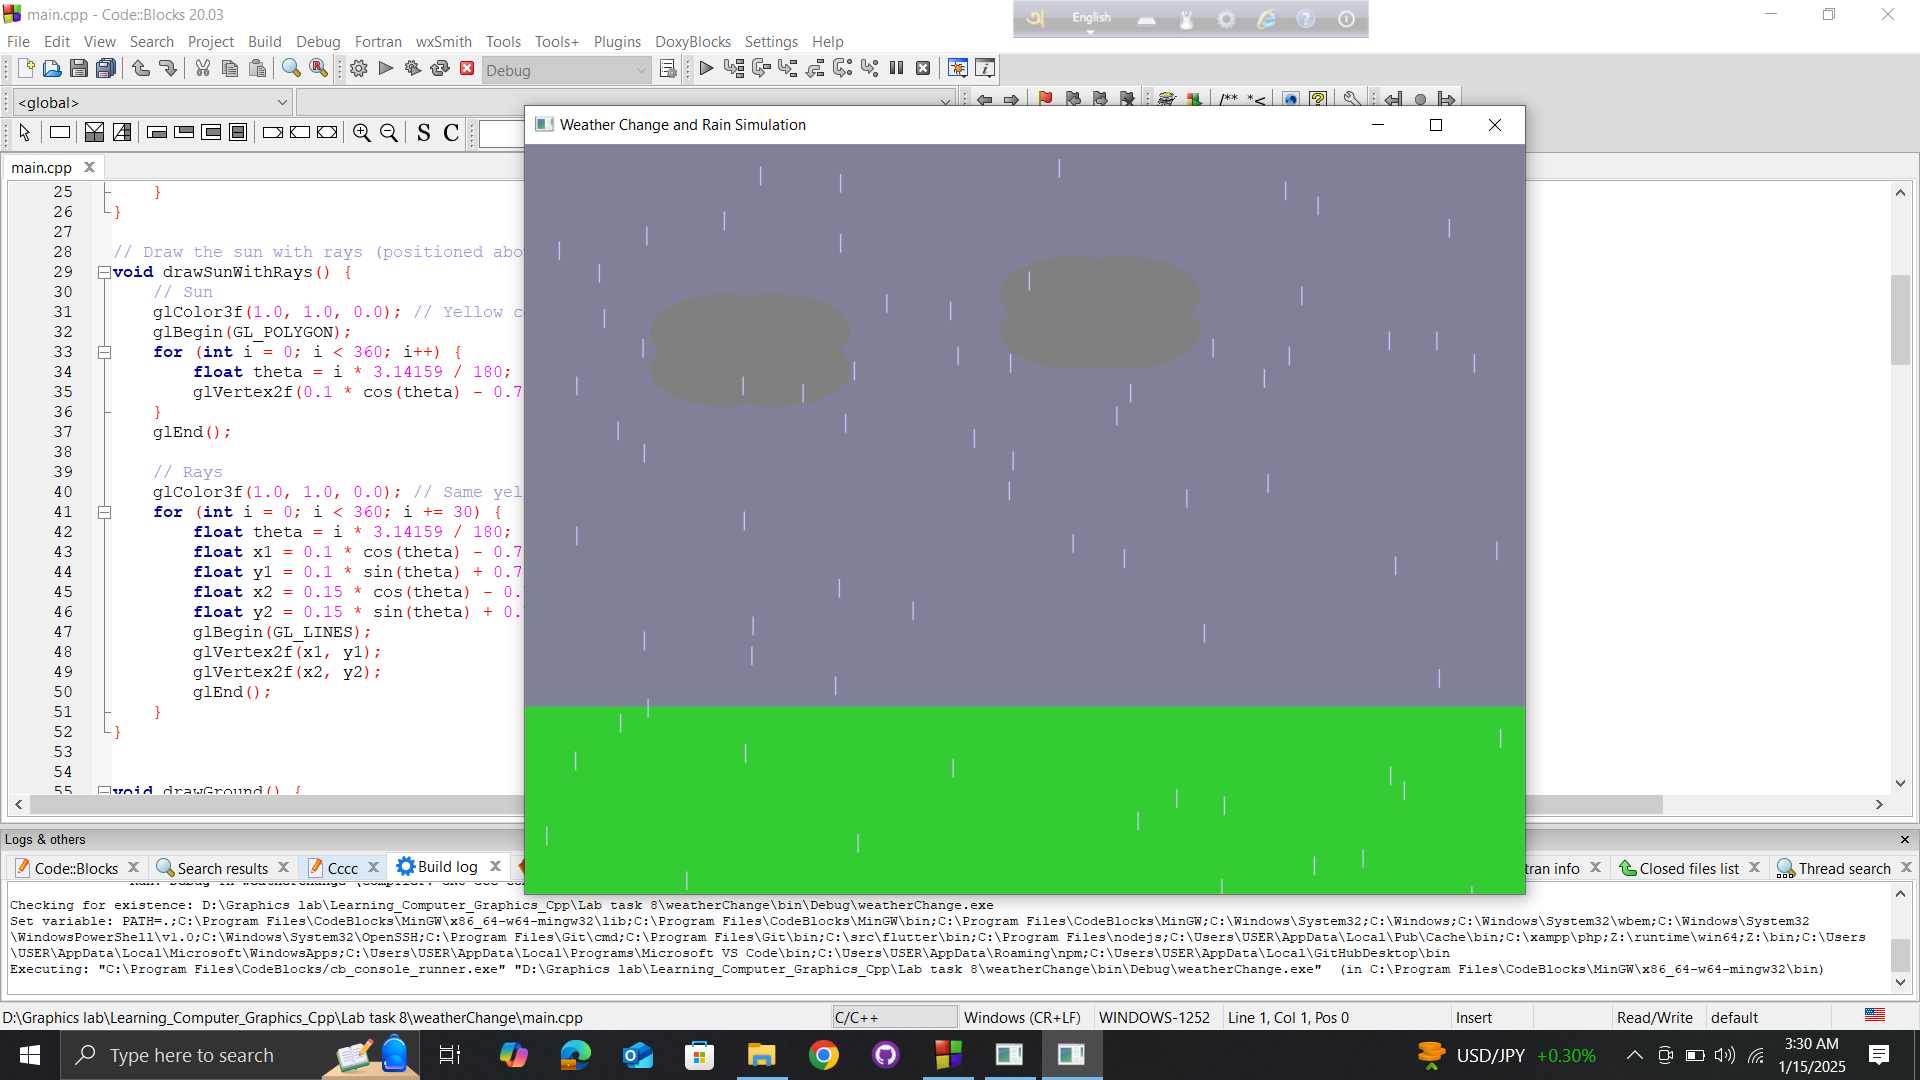 main.cpp - Code::Blocks 20.03
English
File Edit View Search Project Build Debug Fortran wxSmith Tools Tools+ Plugins DoxyBlocks Settings Help
Debug
<global>
/** *<
S C
Weather Change and Rain Simulation
main.cpp
25 }
26 }
27
28 // Draw the sun with rays (positioned abo
29 void drawSunWithRays() {
30 // Sun
31 glColor3f(1.0, 1.0, 0.0); // Yellow c
32 glBegin(GL_POLYGON);
33 for (int i = 0; i < 360; i++) {
34 float theta = i * 3.14159 / 180;
35 glVertex2f(0.1 * cos(theta) - 0.7
36 }
37 glEnd();
38
39 // Rays
40 glColor3f(1.0, 1.0, 0.0); // Same yel
41 for (int i = 0; i < 360; i += 30) {
42 float theta = i * 3.14159 / 180;
43 float x1 = 0.1 * cos(theta) - 0.7
44 float y1 = 0.1 * sin(theta) + 0.7
45 float x2 = 0.15 * cos(theta) - 0.
46 float y2 = 0.15 * sin(theta) + 0.
47 glBegin(GL_LINES);
48 glVertex2f(x1, y1);
49 glVertex2f(x2, y2);
50 glEnd();
51 }
52 }
53
54
55 void drawGround() {
Logs & others
Code::Blocks Search results Cccc Build log tran info Closed files list Thread search
Checking for existence: D:\Graphics lab\Learning_Computer_Graphics_Cpp\Lab task 8\weatherChange\bin\Debug\weatherChange.exe
Set variable: PATH=.;C:\Program Files\CodeBlocks\MinGW\x86_64-w64-mingw32\lib;C:\Program Files\CodeBlocks\MinGW\bin;C:\Program Files\CodeBlocks\MinGW;C:\Windows\System32;C:\Windows;C:\Windows\System32\wbem;C:\Windows\System32
\WindowsPowerShell\v1.0;C:\Windows\System32\OpenSSH;C:\Program Files\Git\cmd;C:\Program Files\Git\bin;C:\src\flutter\bin;C:\Program Files\nodejs;C:\Users\USER\AppData\Local\Pub\Cache\bin;C:\xampp\php;Z:\runtime\win64;Z:\bin;C:\Users
\USER\AppData\Local\Microsoft\WindowsApps;C:\Users\USER\AppData\Local\Programs\Microsoft VS Code\bin;C:\Users\USER\AppData\Roaming\npm;C:\Users\USER\AppData\Local\GitHubDesktop\bin
Executing: "C:\Program Files\CodeBlocks/cb_console_runner.exe" "D:\Graphics lab\Learning_Computer_Graphics_Cpp\Lab task 8\weatherChange\bin\Debug\weatherChange.exe" (in C:\Program Files\CodeBlocks\MinGW\x86_64-w64-mingw32\bin)
D:\Graphics lab\Learning_Computer_Graphics_Cpp\Lab task 8\weatherChange\main.cpp C/C++ Windows (CR+LF) WINDOWS-1252 Line 1, Col 1, Pos 0 Insert Read/Write default
Type here to search USD/JPY +0.30% 3:30 AM
1/15/2025